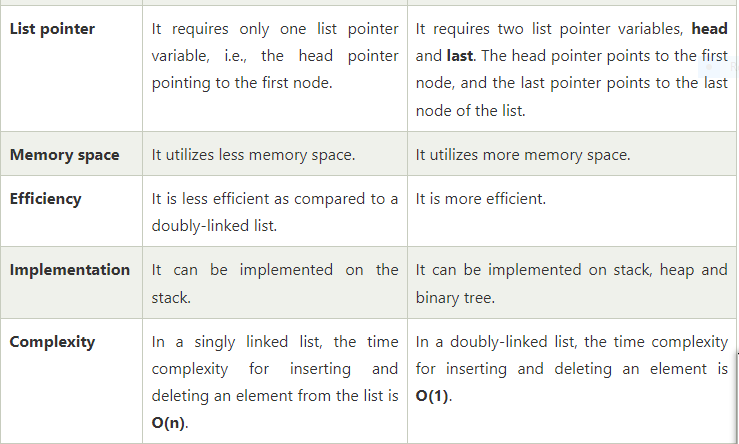 List pointer
It requires only one list pointer
variable, i.e., the head pointer
pointing to the first node.
It requires two list pointer variables, head
and last. The head pointer points to the first
node, and the last pointer points to the last
node of the list.
Memory space
It utilizes less memory space.
It utilizes more memory space.
Efficiency
It is less efficient as compared to a
doubly-linked list.
It is more efficient.
Implementation
It can be implemented on the
stack.
It can be implemented on stack, heap and
binary tree.
Complexity
In a singly linked list, the time
complexity for inserting and
deleting an element from the list is
O(n).
In a doubly-linked list, the time complexity
for inserting and deleting an element is
O(1).